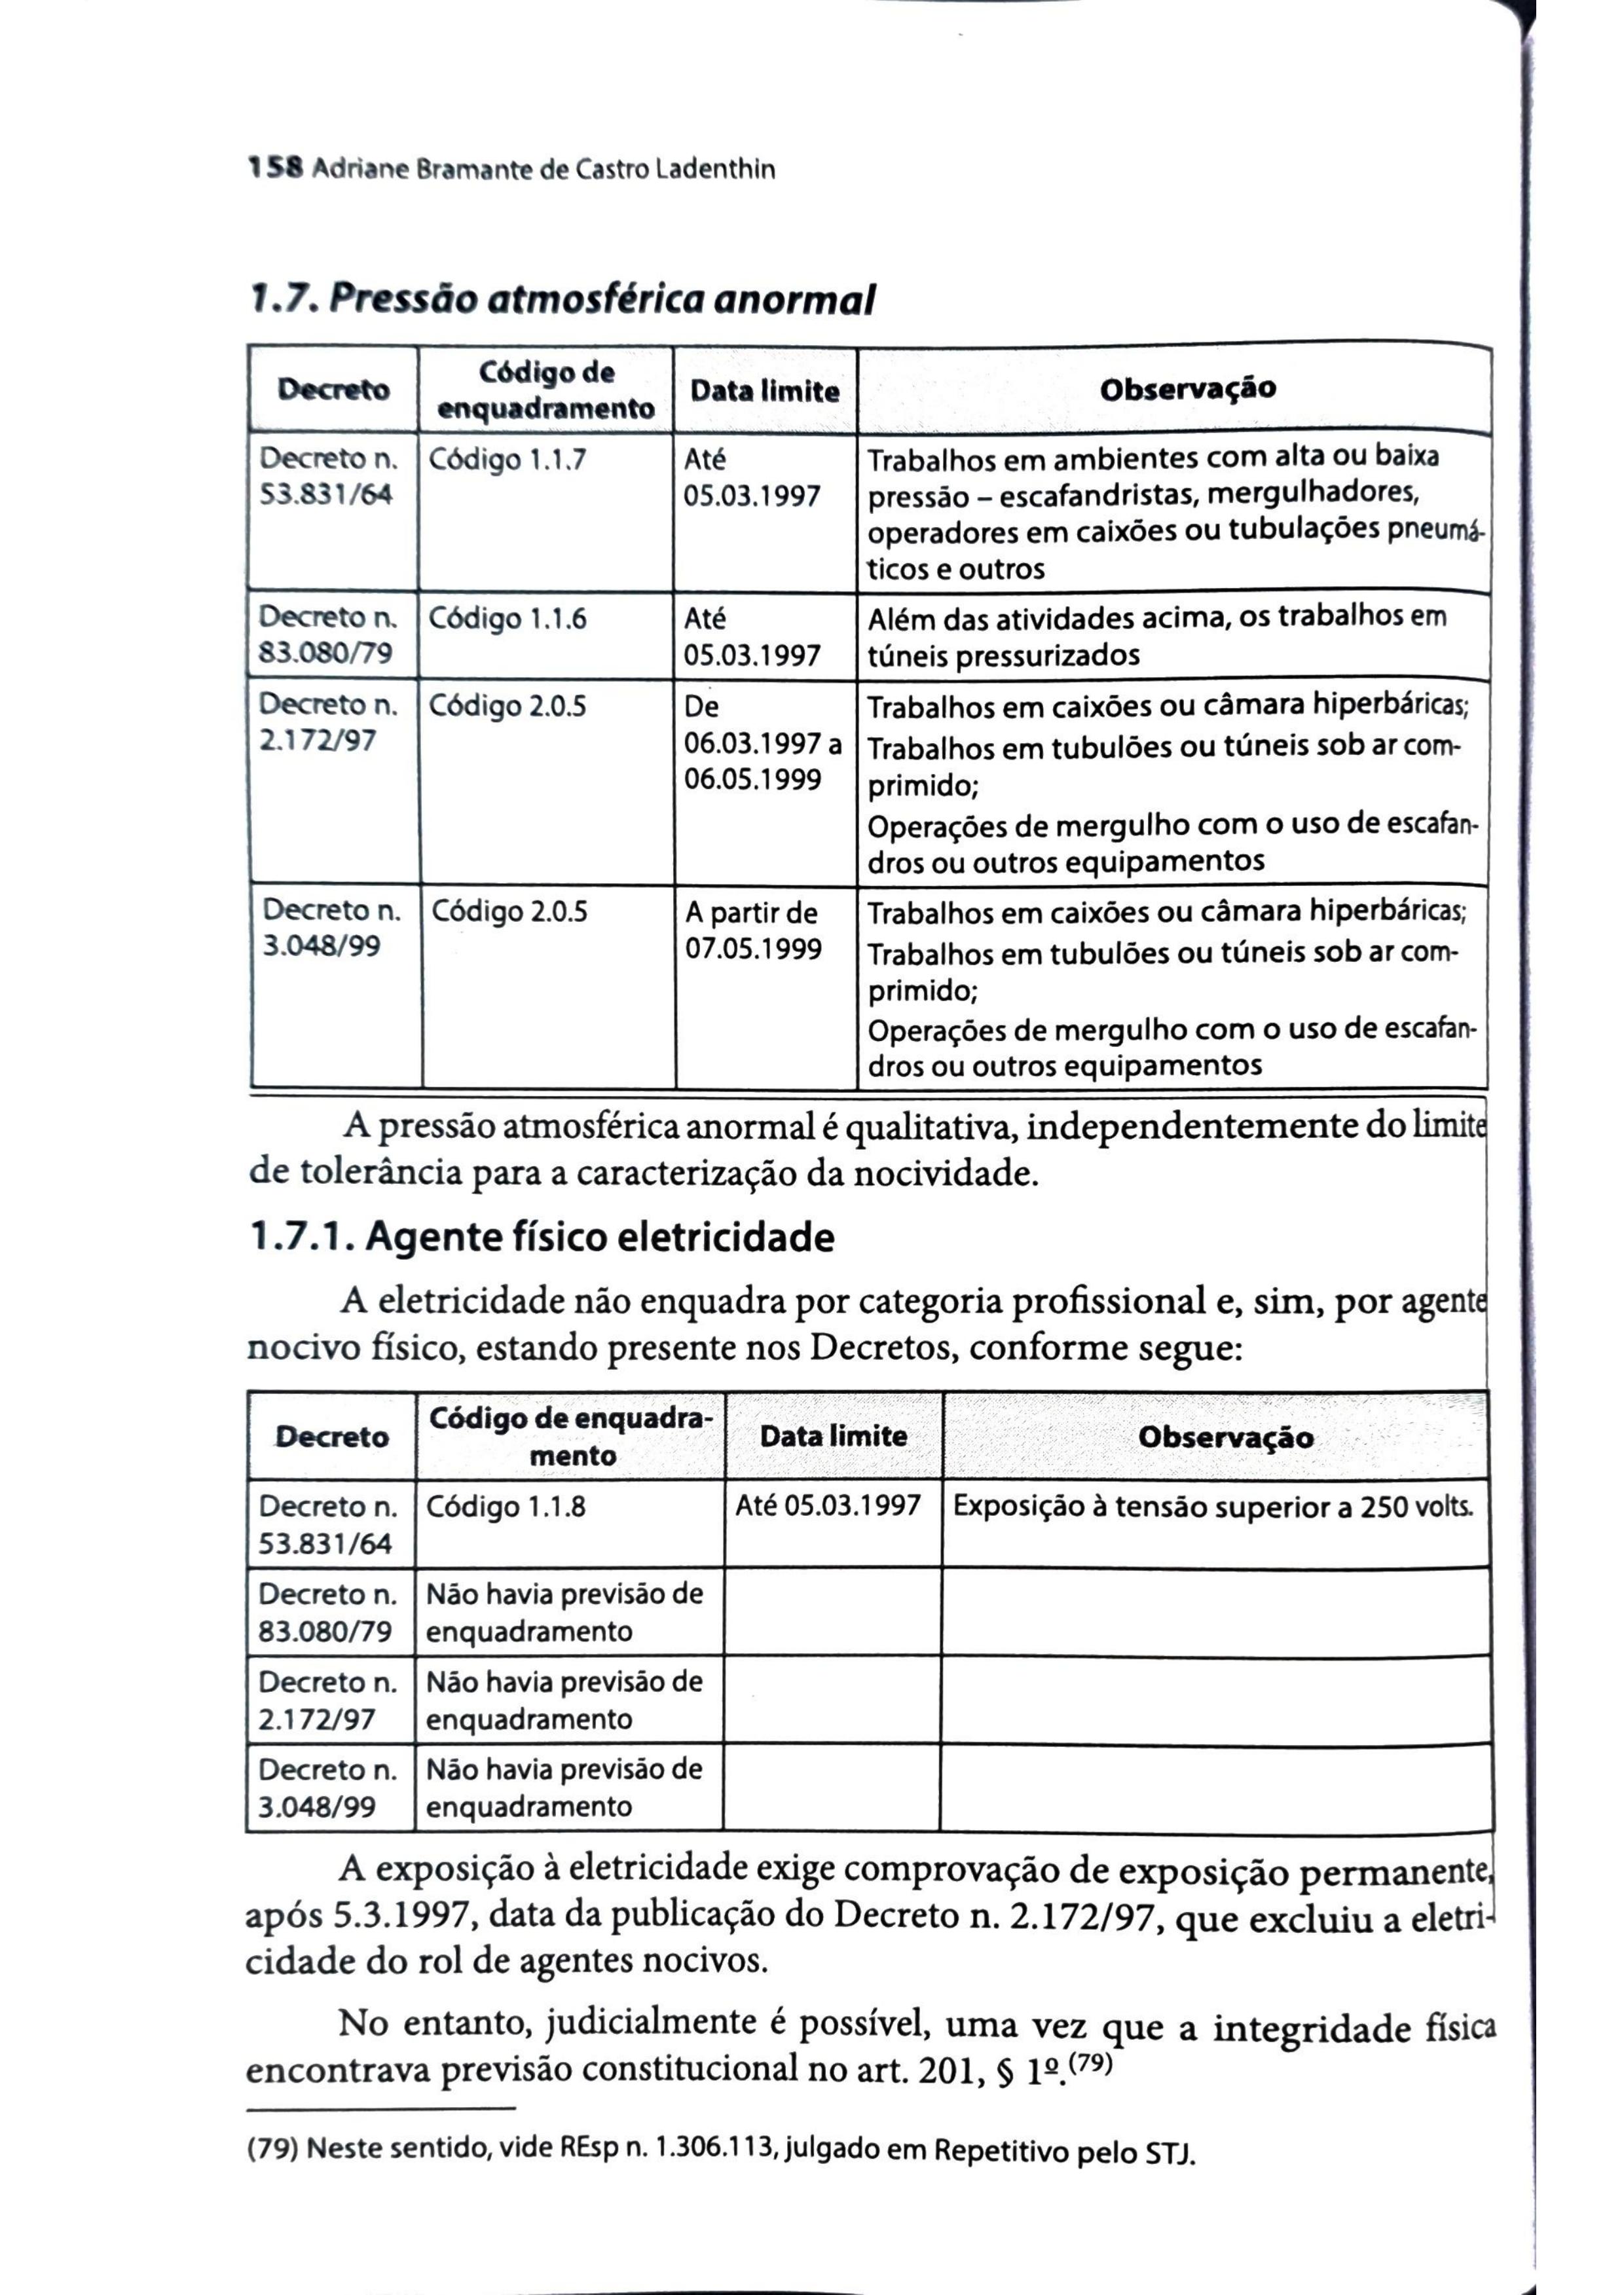 158 Adriane Bramante de Castro Ladenthin
1.7. Pressão atmosférica anormal
Decreto
Código de
enquadramento
Data limite
Observação
Decreto n.
53.831/64
Código 1.1.7
Até
05.03.1997
Trabalhos em ambientes com alta ou baixa
pressão – escafandristas, mergulhadores,
operadores em caixões ou tubulações pneumá-
ticos e outros
Decreto n.
83.080/79
Código 1.1.6
Até
05.03.1997
Além das atividades acima, os trabalhos em
túneis pressurizados
Decreto n.
2.172/97
Código 2.0.5
De
06.03.1997 a
06.05.1999
Trabalhos em caixões ou câmara hiperbáricas;
Trabalhos em tubulões ou túneis sob ar com-
primido;
Operações de mergulho com o uso de escafan-
dros ou outros equipamentos
Decreto n.
3.048/99
Código 2.0.5
A partir de
07.05.1999
Trabalhos em caixões ou câmara hiperbáricas;
Trabalhos em tubulões ou túneis sob ar com-
primido;
Operações de mergulho com o uso de escafan-
dros ou outros equipamentos
A pressão atmosférica anormal é qualitativa, independentemente do limite
de tolerância para a caracterização da nocividade.
1.7.1. Agente físico eletricidade
A eletricidade não enquadra por categoria profissional e, sim, por agente
nocivo físico, estando presente nos Decretos, conforme segue:
Decreto
Código de enquadra-
mento
Data limite
Observação
Decreto n.
53.831/64
Código 1.1.8
Até 05.03.1997
Exposição à tensão superior a 250 volts.
Decreto n.
83.080/79
Não havia previsão de
enquadramento
Decreto n.
2.172/97
Não havia previsão de
enquadramento
Decreto n.
3.048/99
Não havia previsão de
enquadramento
A exposição à eletricidade exige comprovação de exposição permanente,
após 5.3.1997, data da publicação do Decreto n. 2.172/97, que excluiu a eletri-
cidade do rol de agentes nocivos.
No entanto, judicialmente é possível, uma vez que a integridade física
encontrava previsão constitucional no art. 201, § 1º.(79)
(79) Neste sentido, vide REsp n. 1.306.113, julgado em Repetitivo pelo STJ.